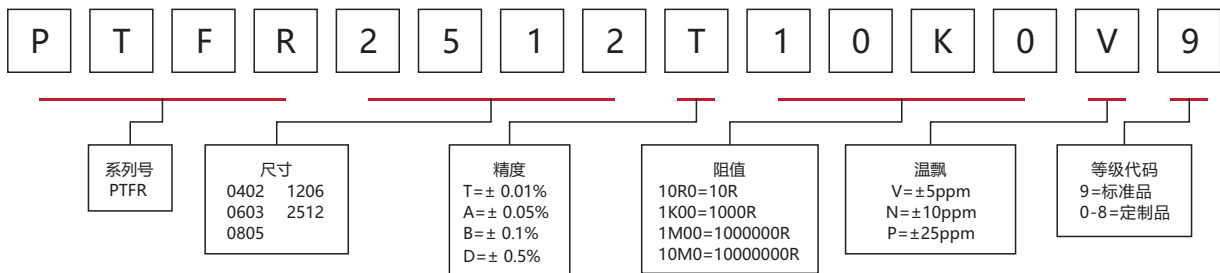 P T F R 2 5 1 2 T 1 0 K 0 V 9
系列号
PTFR
尺寸
0402 1206
0603 2512
0805
精度
T=± 0.01%
A=± 0.05%
B=± 0.1%
D=± 0.5%
阻值
10R0=10R
1K00=1000R
1M00=1000000R
10M0=10000000R
温飘
V=±5ppm
N=±10ppm
P=±25ppm
等级代码
9=标准品
0-8=定制品